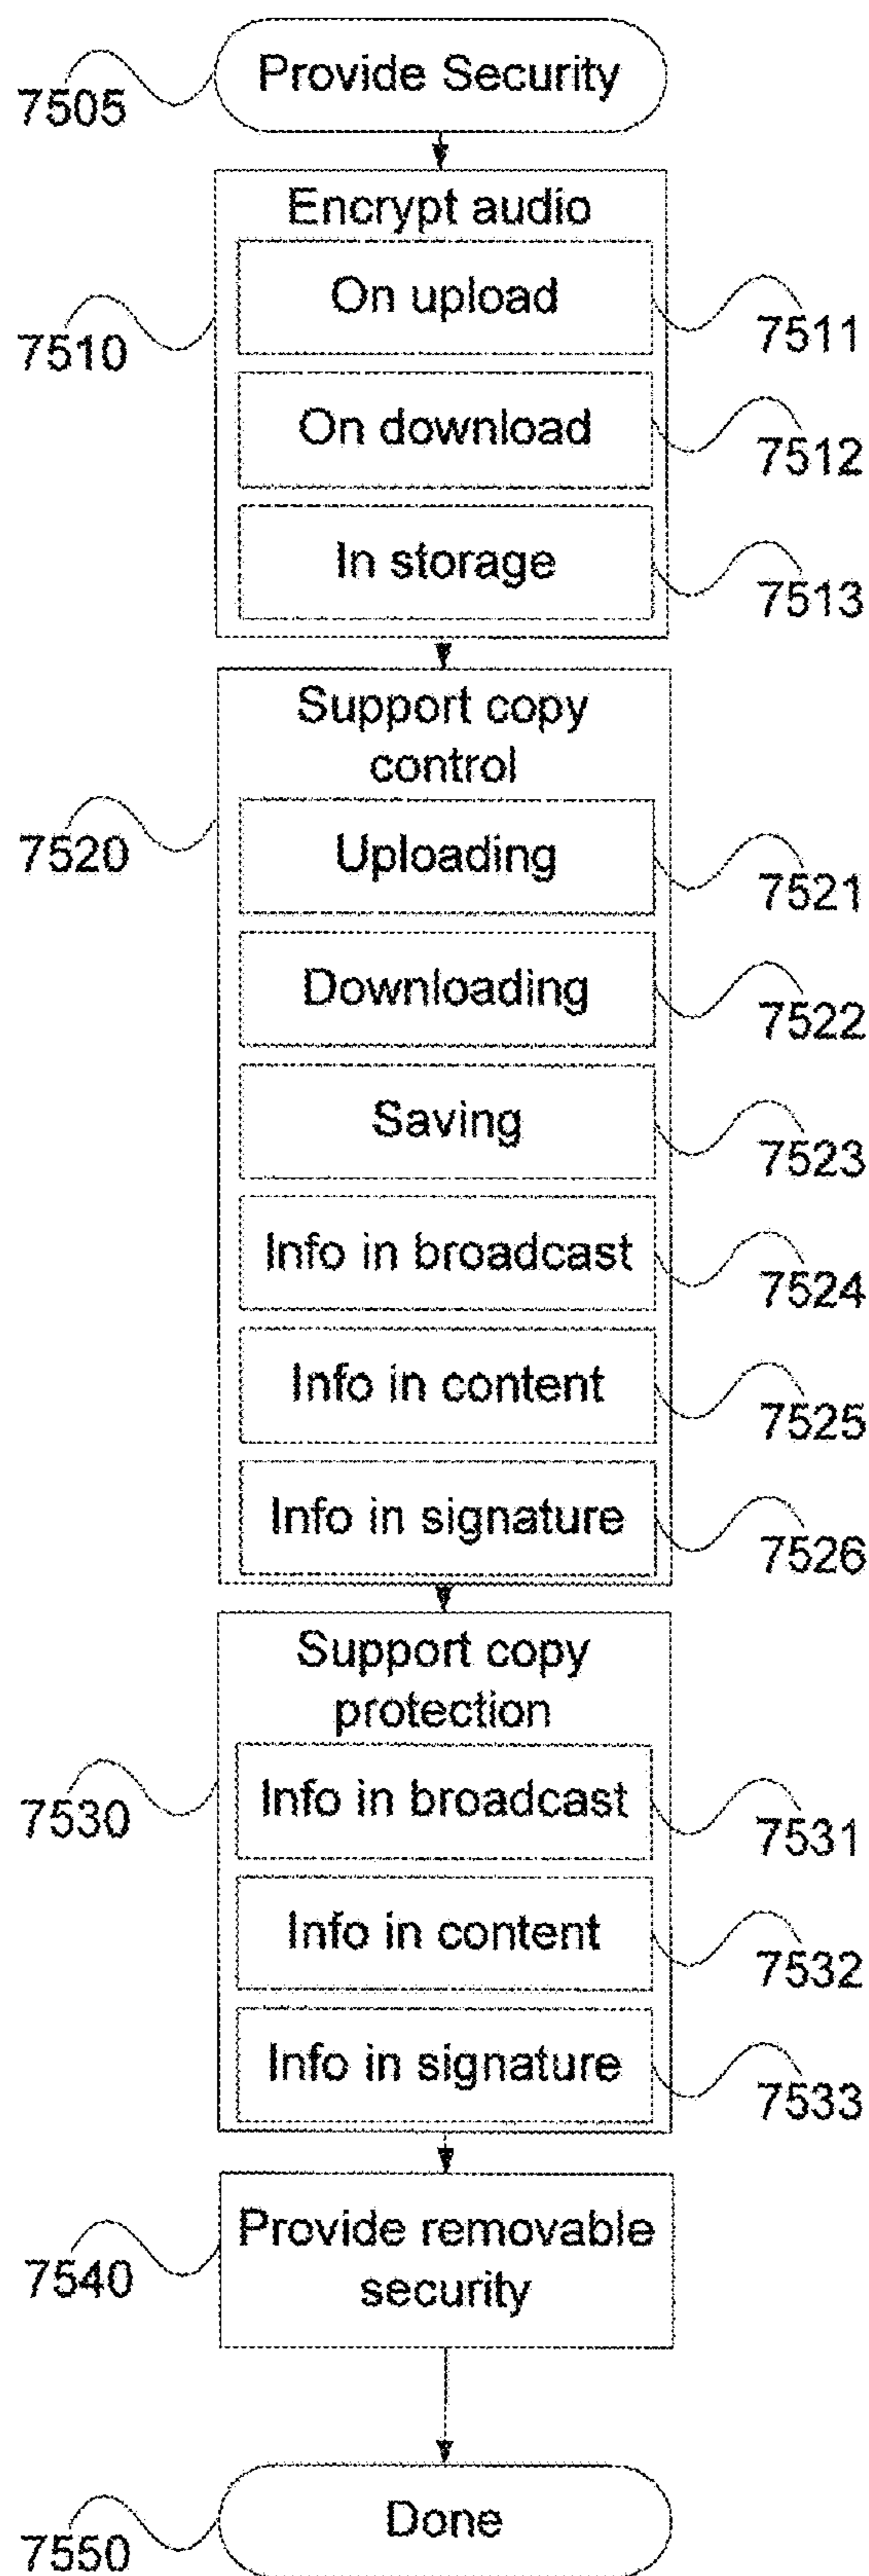 Provide Security
7505
Encrypt audio
On upload
7510
7511
On download
7512
In storage
7513
Support copy
control
Uploading
7520
7521
Downloading
7522
Saving
7523
Info in broadcast
7524
Info in content
7525
Info in signature
7526
Support copy
protection
Info in broadcast
7530
7531
Info in content
7532
Info in signature
7533
Provide removable
security
7540
Done
7550